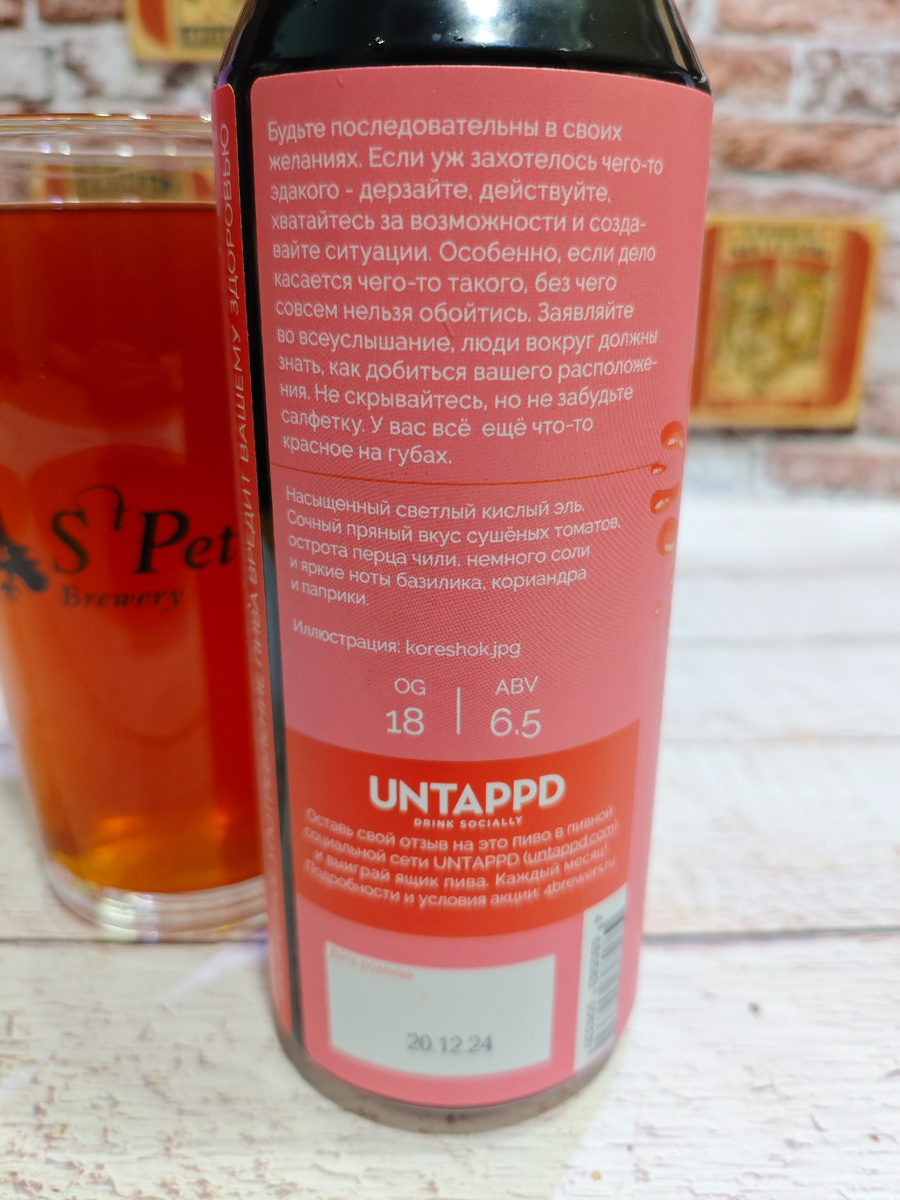 Будьте последовательны в своих
желаниях. Если уж захотелось чего-то
эдакого - дерзайте, действуйте,
хватайтесь за возможности и созда-
вайте ситуации. Особенно, если дело
касается чего-то такого, без чего
совсем нельзя обойтись. Заявляйте
во всеуслышание, люди вокруг должны
знать, как добиться вашего расположе-
ния. Не скрывайтесь, но не забудьте
салфетку. У вас всё ещё что-то
красное на губах.
Насыщенный светлый кислый эль.
Сочный пряный вкус сушёных томатов,
острота перца чили, немного соли
и яркие ноты базилика, кориандра
и паприки.
Иллюстрация: koreshok.jpg
OG ABV
18 6.5
UNTAPPD
DRINK SOCIALLY
Оставь свой отзыв на это пиво в пивной
социальной сети UNTAPPD (untappd.com)
и выиграй ящик пива. Каждый месяц!
Подробности и условия акции: 4brewers.ru
Дата розлива
20.12.24
ПИВА ВРЕДИТ ВАШЕМУ ЗДОРОВЬЮ
AS't Pet
Brewery